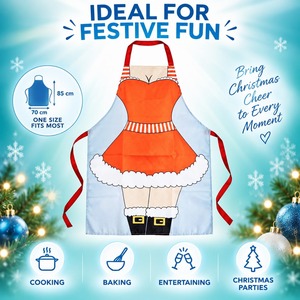 IDEAL FOR
FESTIVE FUN
85 cm
70 cm
ONE SIZE
FITS MOST
Bring
Christmas
Cheer
to Every
Moment
COOKING
BAKING
ENTERTAINING
CHRISTMAS
PARTIES